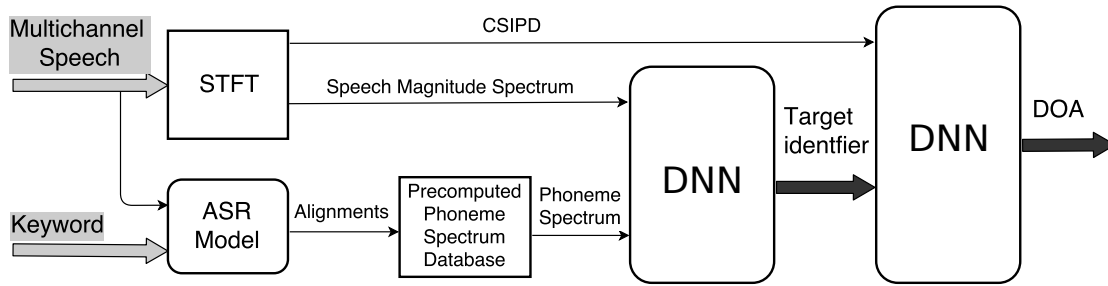 Multichannel
Speech
STFT
CSIPD
Speech Magnitude Spectrum
Keyword
ASR
Model
Alignments
Precomputed
Phoneme
Spectrum
Database
Phoneme
Spectrum
DNN
Target
identfier
DNN
DOA